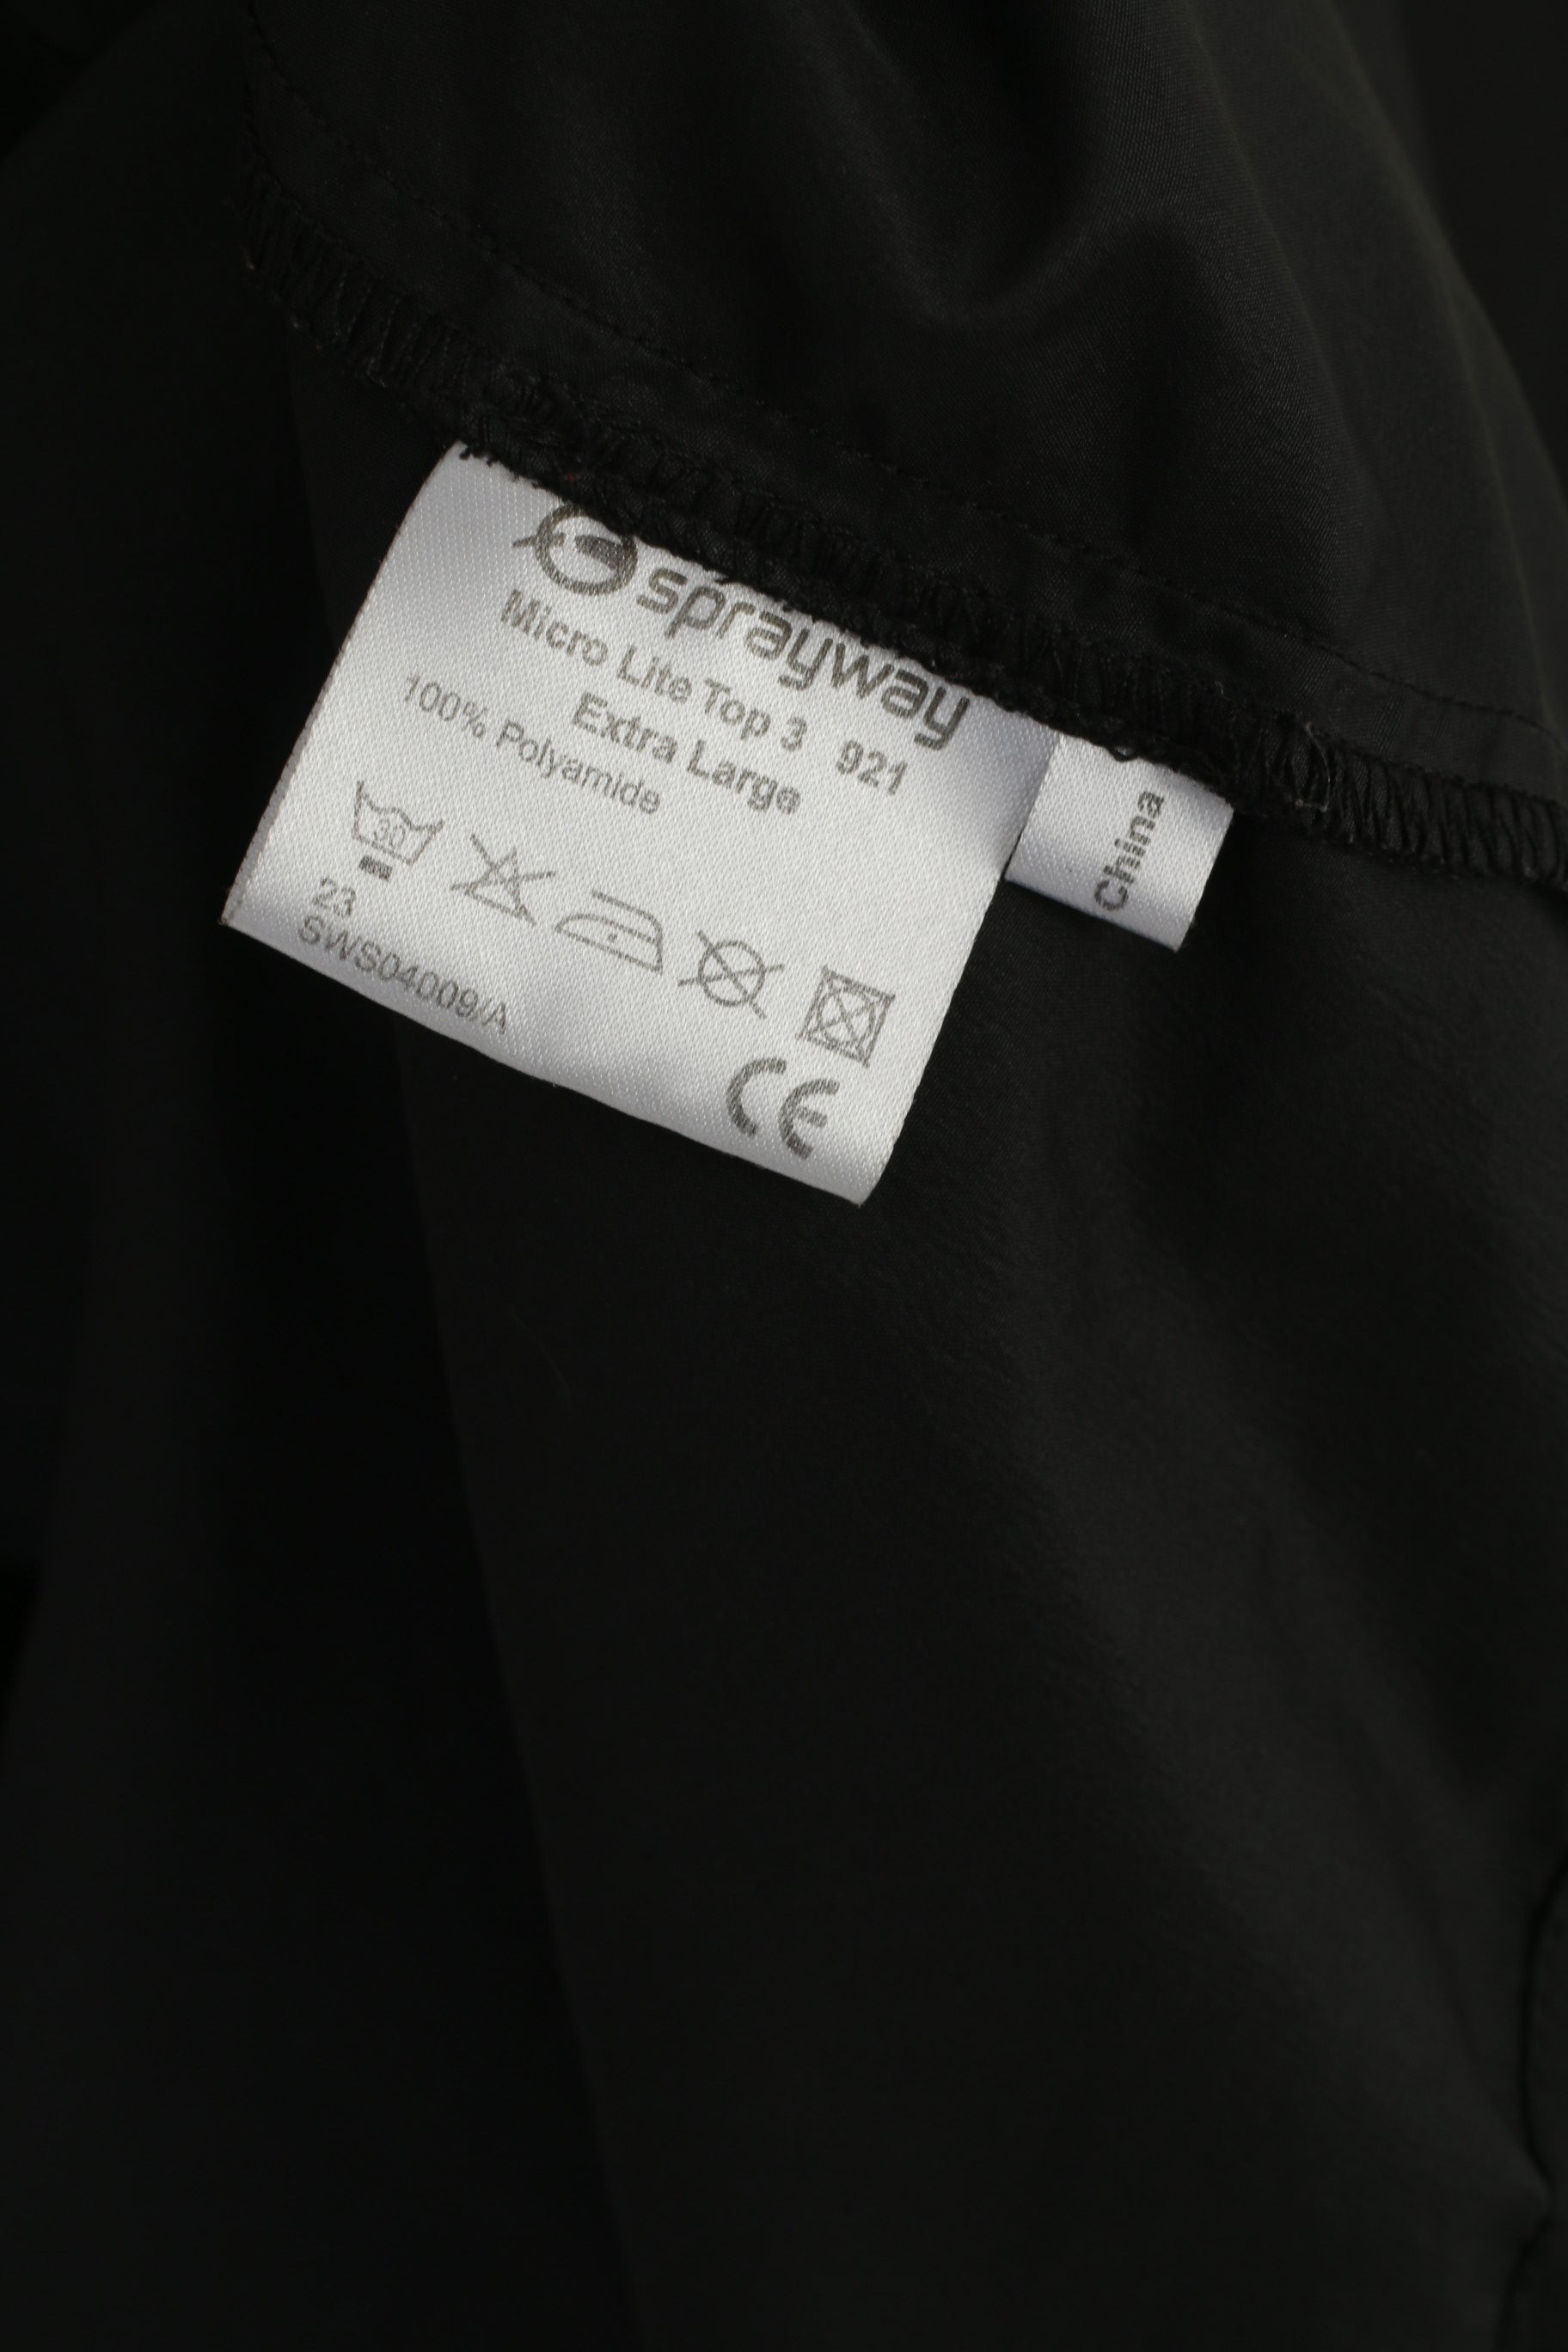 sprayway
Micro Lite Top 3 921
Extra Large
100% Polyamide
30
23
SWS04009/A
CE
China